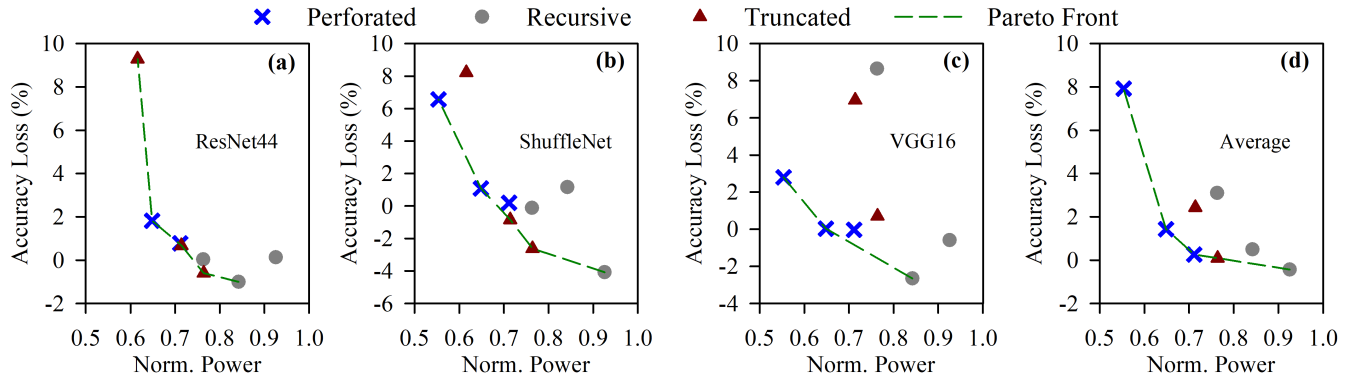 Perforated Recursive Truncated Pareto Front
(a)
ResNet44
Accuracy Loss (%)
10
8
6
4
2
0
-2
0.5 0.6 0.7 0.8 0.9 1.0
Norm. Power
(b)
ShuffleNet
Accuracy Loss (%)
10
8
6
4
2
0
-2
-4
-6
0.5 0.6 0.7 0.8 0.9 1.0
Norm. Power
(c)
VGG16
Accuracy Loss (%)
10
8
6
4
2
0
-2
-4
0.5 0.6 0.7 0.8 0.9 1.0
Norm. Power
(d)
Average
Accuracy Loss (%)
10
8
6
4
2
0
-2
0.5 0.6 0.7 0.8 0.9 1.0
Norm. Power